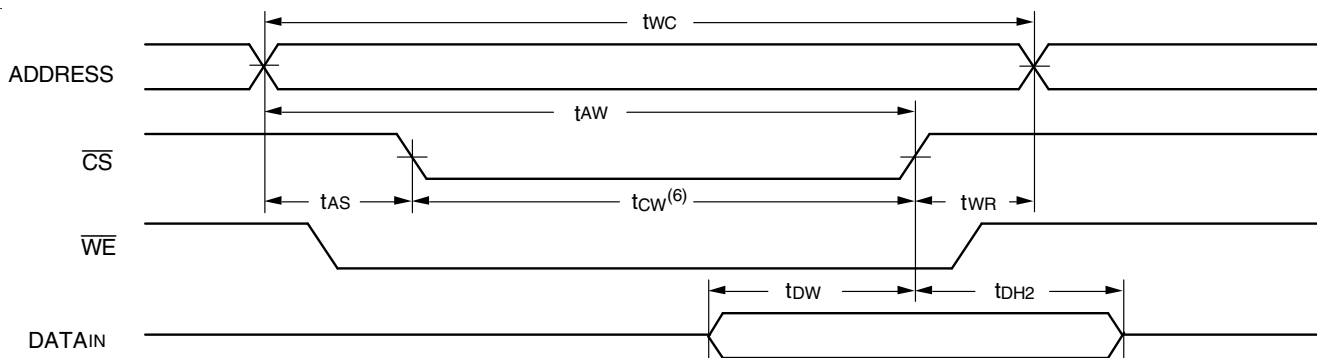 tWC
ADDRESS
tAW
CS
tAS
tCW(6)
tWR
WE
tDW
tDH2
DATAIN